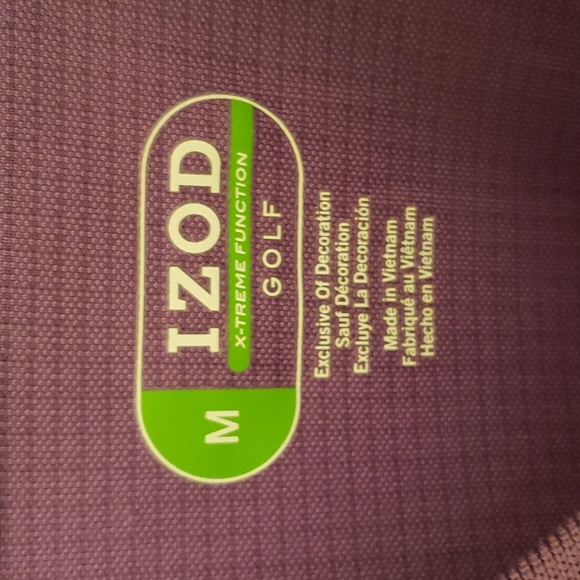 M
IZOD
X-TREME FUNCTION
GOLF
Exclusive Of Decoration
Sauf Décoration
Excluye La Decoración
Made in Vietnam
Fabriqué au Viêtnam
Hecho en Vietnam